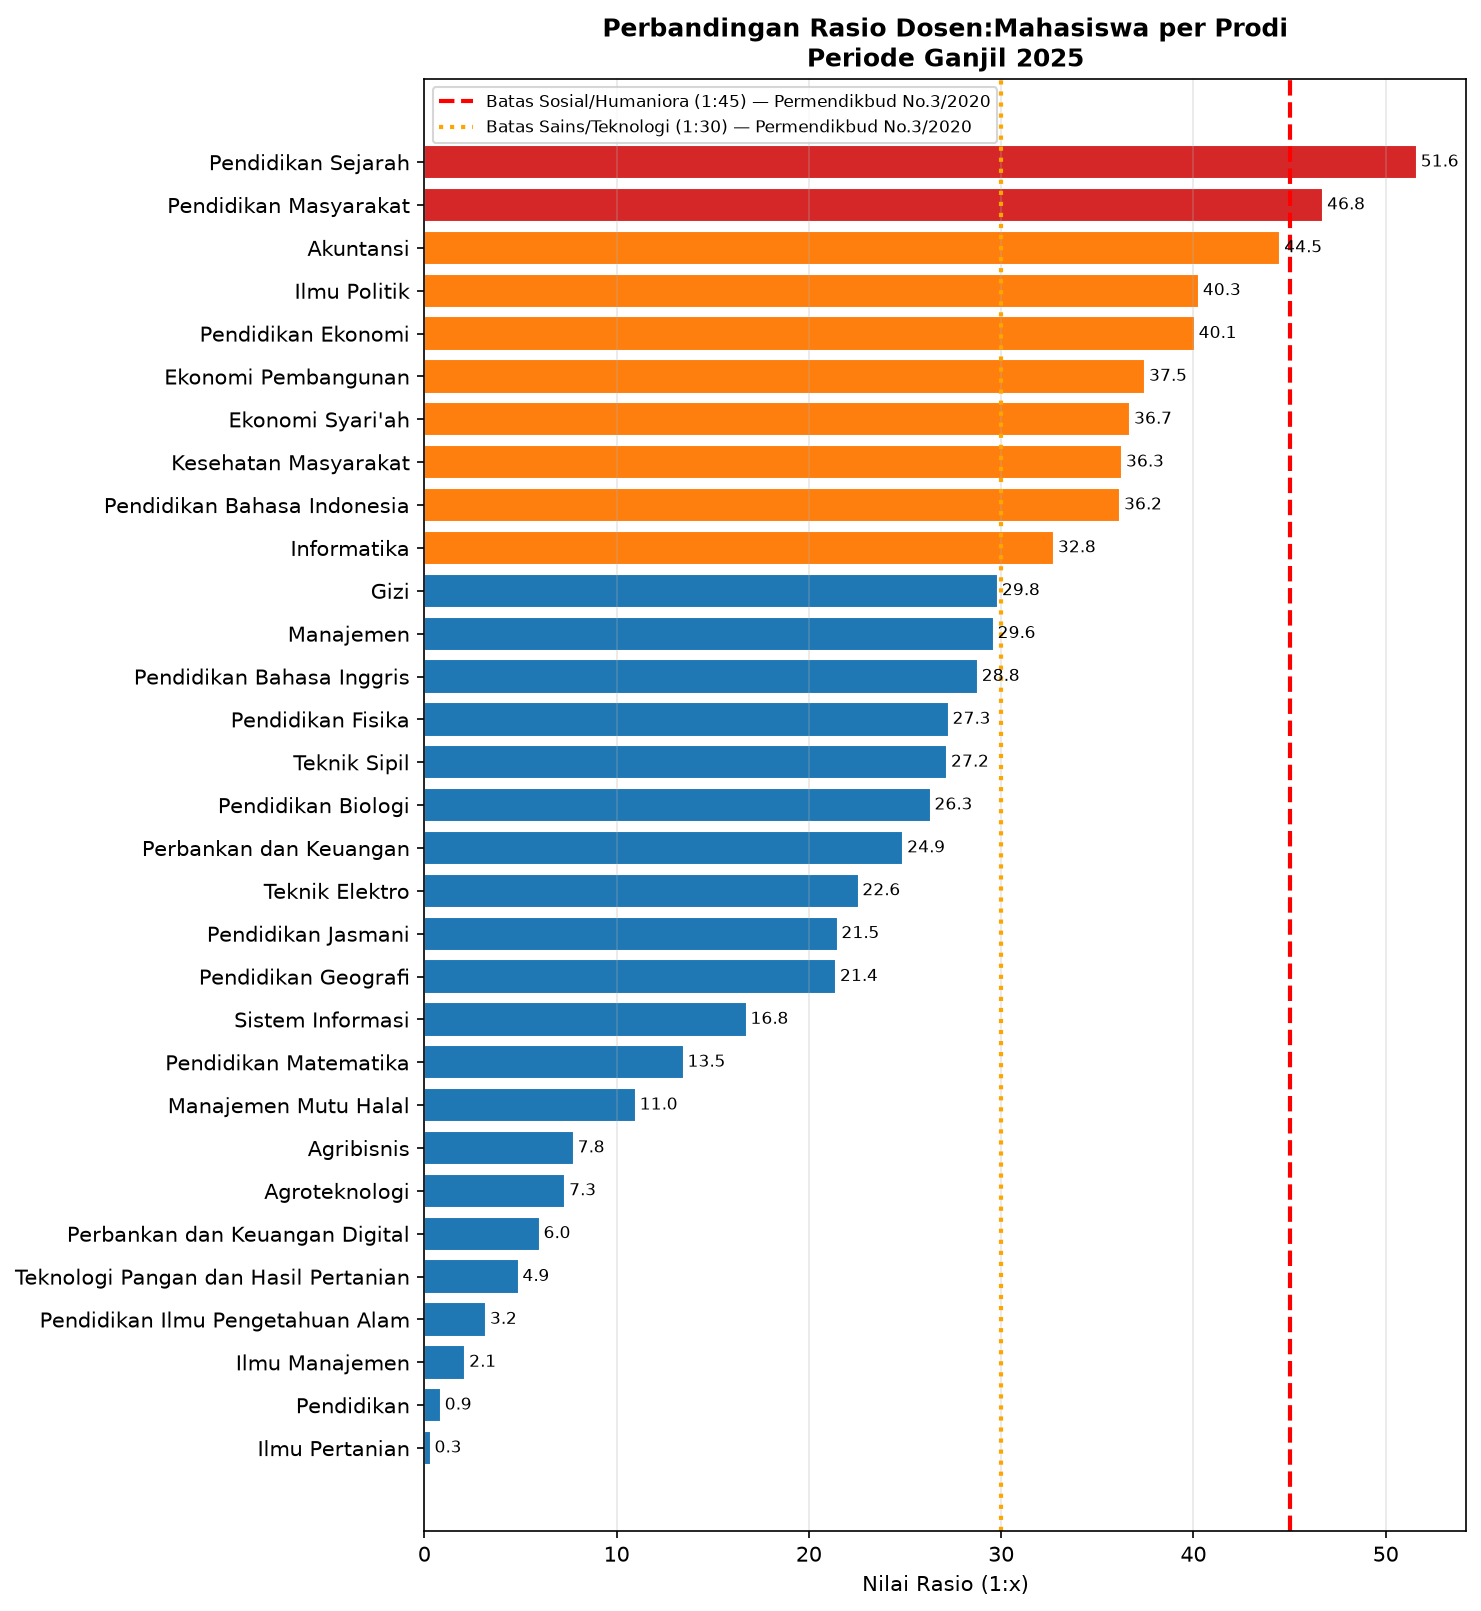 Perbandingan Rasio Dosen:Mahasiswa per Prodi
Periode Ganjil 2025
Batas Sosial/Humaniora (1:45) — Permendikbud No.3/2020
Batas Sains/Teknologi (1:30) — Permendikbud No.3/2020
Pendidikan Sejarah 51.6
Pendidikan Masyarakat 46.8
Akuntansi 44.5
Ilmu Politik 40.3
Pendidikan Ekonomi 40.1
Ekonomi Pembangunan 37.5
Ekonomi Syari'ah 36.7
Kesehatan Masyarakat 36.3
Pendidikan Bahasa Indonesia 36.2
Informatika 32.8
Gizi 29.8
Manajemen 29.6
Pendidikan Bahasa Inggris 28.8
Pendidikan Fisika 27.3
Teknik Sipil 27.2
Pendidikan Biologi 26.3
Perbankan dan Keuangan 24.9
Teknik Elektro 22.6
Pendidikan Jasmani 21.5
Pendidikan Geografi 21.4
Sistem Informasi 16.8
Pendidikan Matematika 13.5
Manajemen Mutu Halal 11.0
Agribisnis 7.8
Agroteknologi 7.3
Perbankan dan Keuangan Digital 6.0
Teknologi Pangan dan Hasil Pertanian 4.9
Pendidikan Ilmu Pengetahuan Alam 3.2
Ilmu Manajemen 2.1
Pendidikan 0.9
Ilmu Pertanian 0.3
0 10 20 30 40 50
Nilai Rasio (1:x)